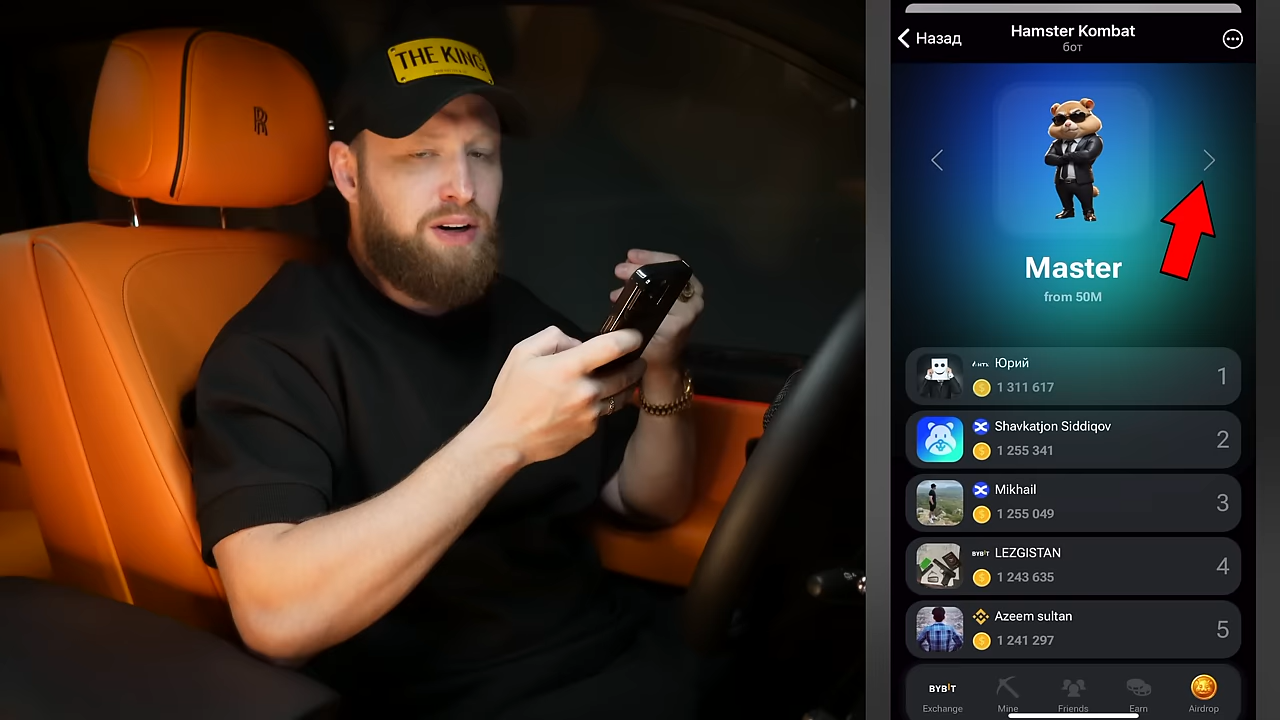 THE KING
RR
Назад
Hamster Kombat
бот
Master
from 50M
Юрий
1 311 617
1
Shavkatjon Siddiqov
1 255 341
2
Mikhail
1 255 049
3
BYBIT LEZGISTAN
1 243 635
4
Azeem sultan
1 241 297
5
BYBIT
Exchange
Mine
Friends
Earn
Airdrop